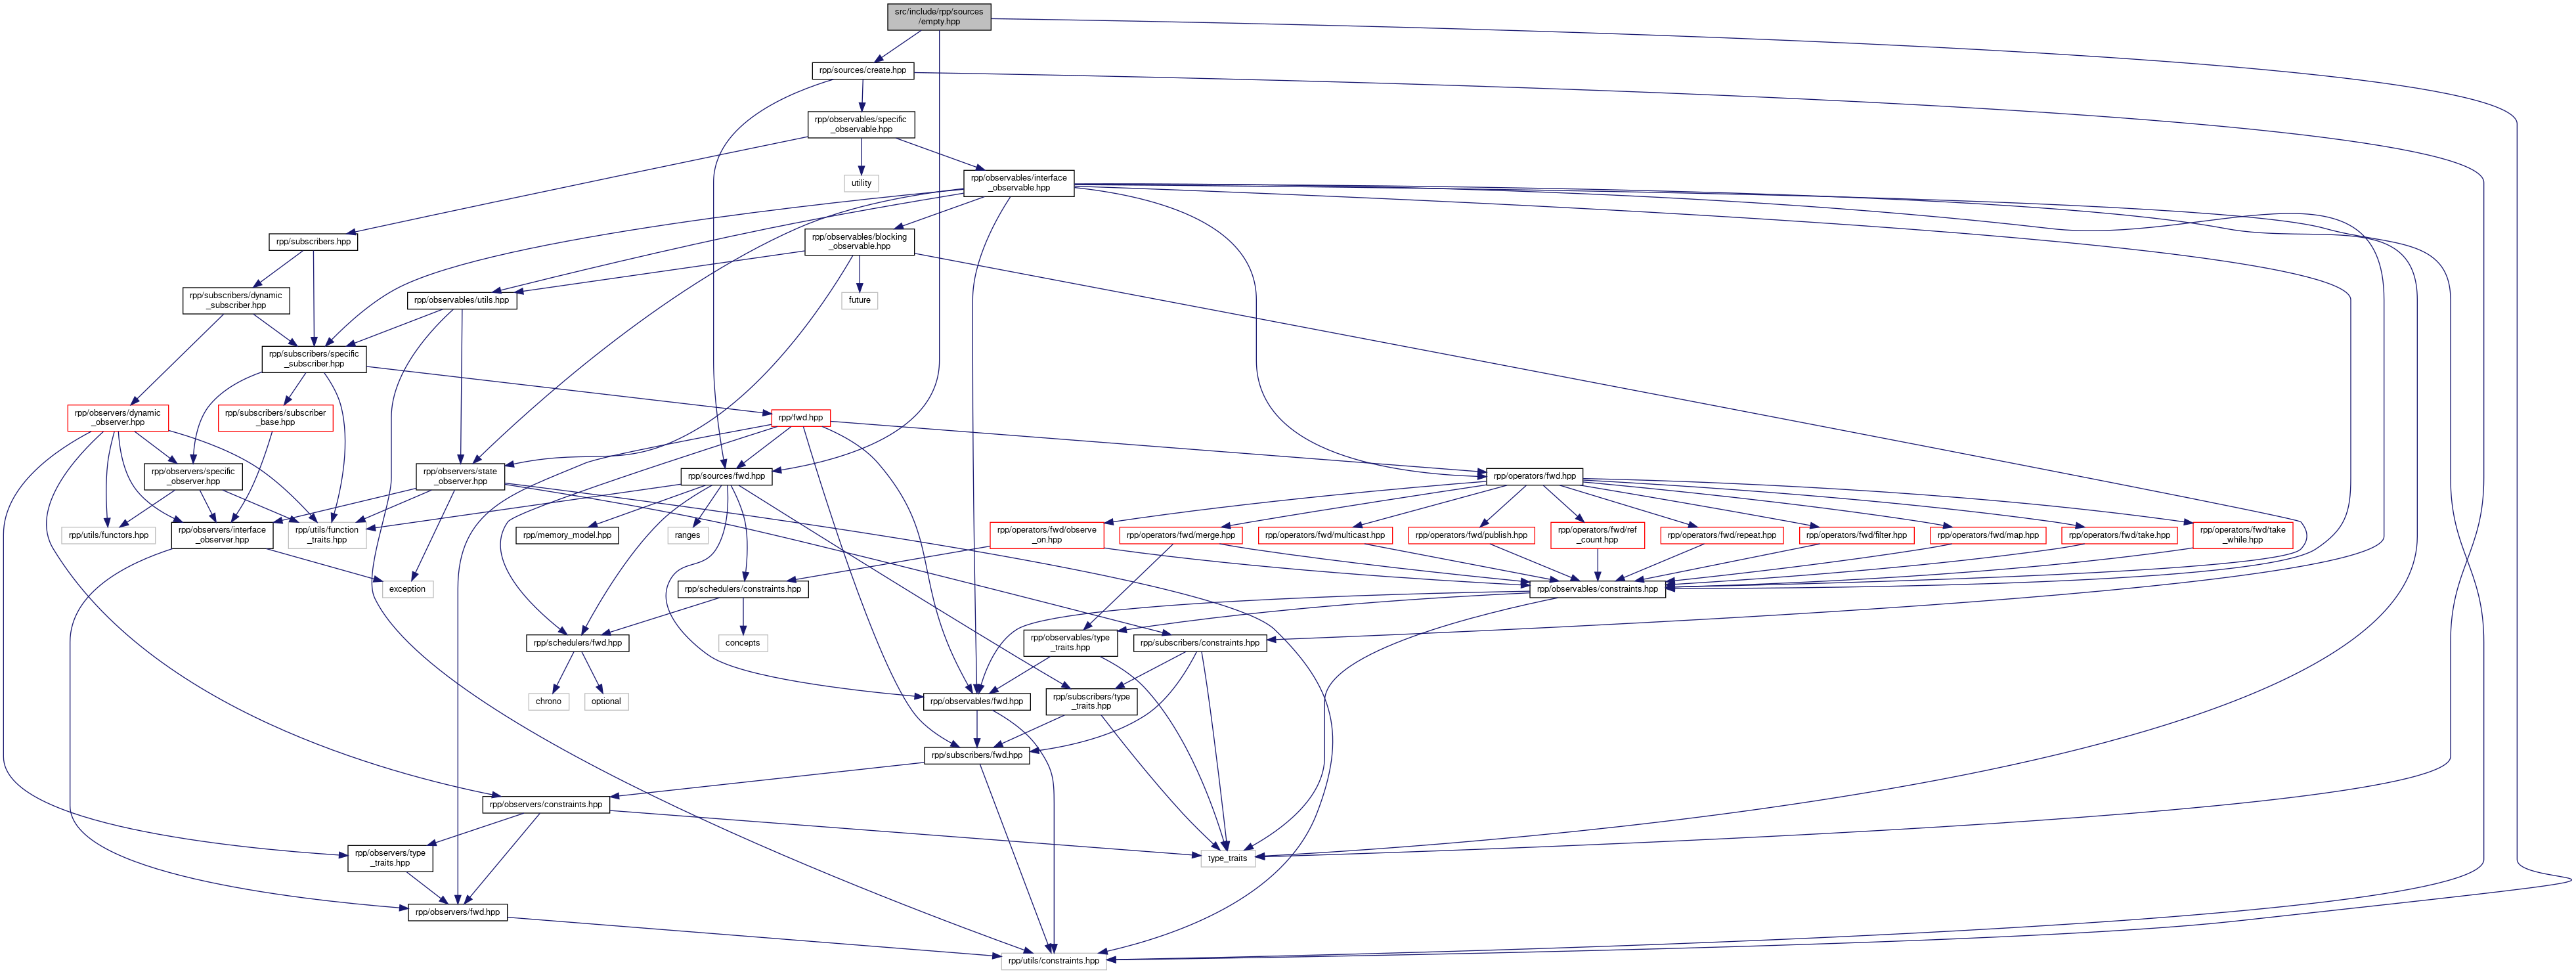 src/include/rpp/sources
/empty.hpp
rpp/sources/create.hpp
rpp/observables/specific
_observable.hpp
utility
rpp/observables/interface
_observable.hpp
rpp/subscribers.hpp
rpp/observables/blocking
_observable.hpp
rpp/subscribers/dynamic
_subscriber.hpp
rpp/observables/utils.hpp
future
rpp/subscribers/specific
_subscriber.hpp
rpp/observers/dynamic
_observer.hpp
rpp/subscribers/subscriber
_base.hpp
rpp/fwd.hpp
rpp/observers/specific
_observer.hpp
rpp/observers/state
_observer.hpp
rpp/sources/fwd.hpp
rpp/operators/fwd.hpp
rpp/utils/functors.hpp
rpp/observers/interface
_observer.hpp
rpp/utils/function
_traits.hpp
rpp/memory_model.hpp
ranges
rpp/operators/fwd/observe
_on.hpp
rpp/operators/fwd/merge.hpp
rpp/operators/fwd/multicast.hpp
rpp/operators/fwd/publish.hpp
rpp/operators/fwd/ref
_count.hpp
rpp/operators/fwd/repeat.hpp
rpp/operators/fwd/filter.hpp
rpp/operators/fwd/map.hpp
rpp/operators/fwd/take.hpp
rpp/operators/fwd/take
_while.hpp
exception
rpp/schedulers/constraints.hpp
rpp/observables/constraints.hpp
rpp/schedulers/fwd.hpp
concepts
rpp/observables/type
_traits.hpp
rpp/subscribers/constraints.hpp
chrono
optional
rpp/observables/fwd.hpp
rpp/subscribers/type
_traits.hpp
rpp/subscribers/fwd.hpp
rpp/observers/constraints.hpp
rpp/observers/type
_traits.hpp
type_traits
rpp/observers/fwd.hpp
rpp/utils/constraints.hpp